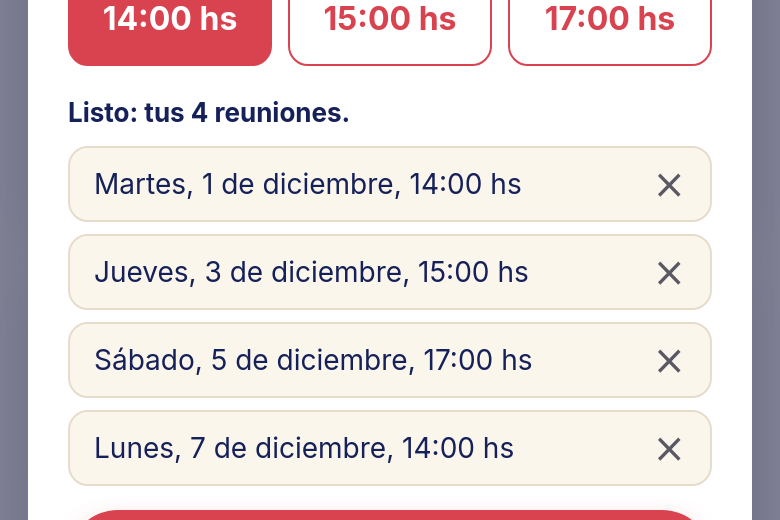 14:00 hs 15:00 hs 17:00 hs
Listo: tus 4 reuniones.
Martes, 1 de diciembre, 14:00 hs
Jueves, 3 de diciembre, 15:00 hs
Sábado, 5 de diciembre, 17:00 hs
Lunes, 7 de diciembre, 14:00 hs